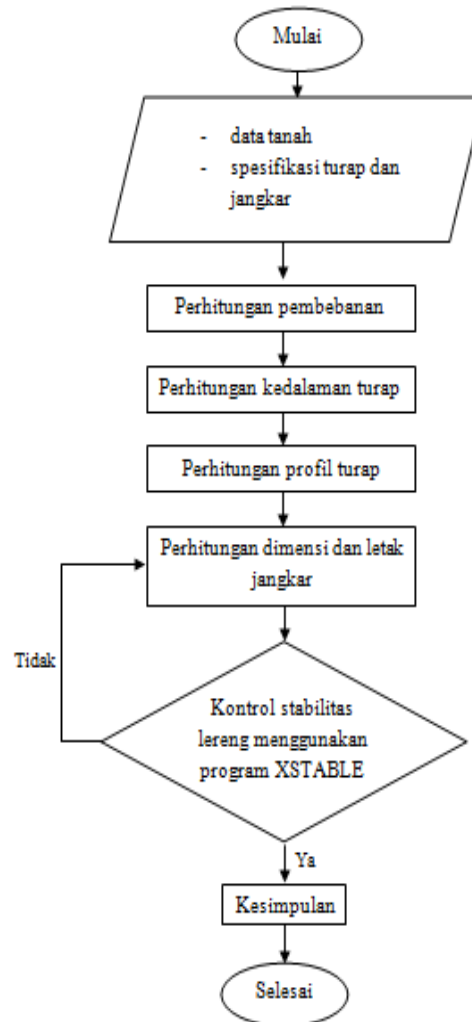 Mulai
- data tanah
- spesifikasi turap dan
jangkar
Perhitungan pembebanan
Perhitungan kedalaman turap
Perhitungan profil turap
Perhitungan dimensi dan letak
jangkar
Tidak
Kontrol stabilitas
lereng menggunakan
program XSTABLE
Ya
Kesimpulan
Selesai